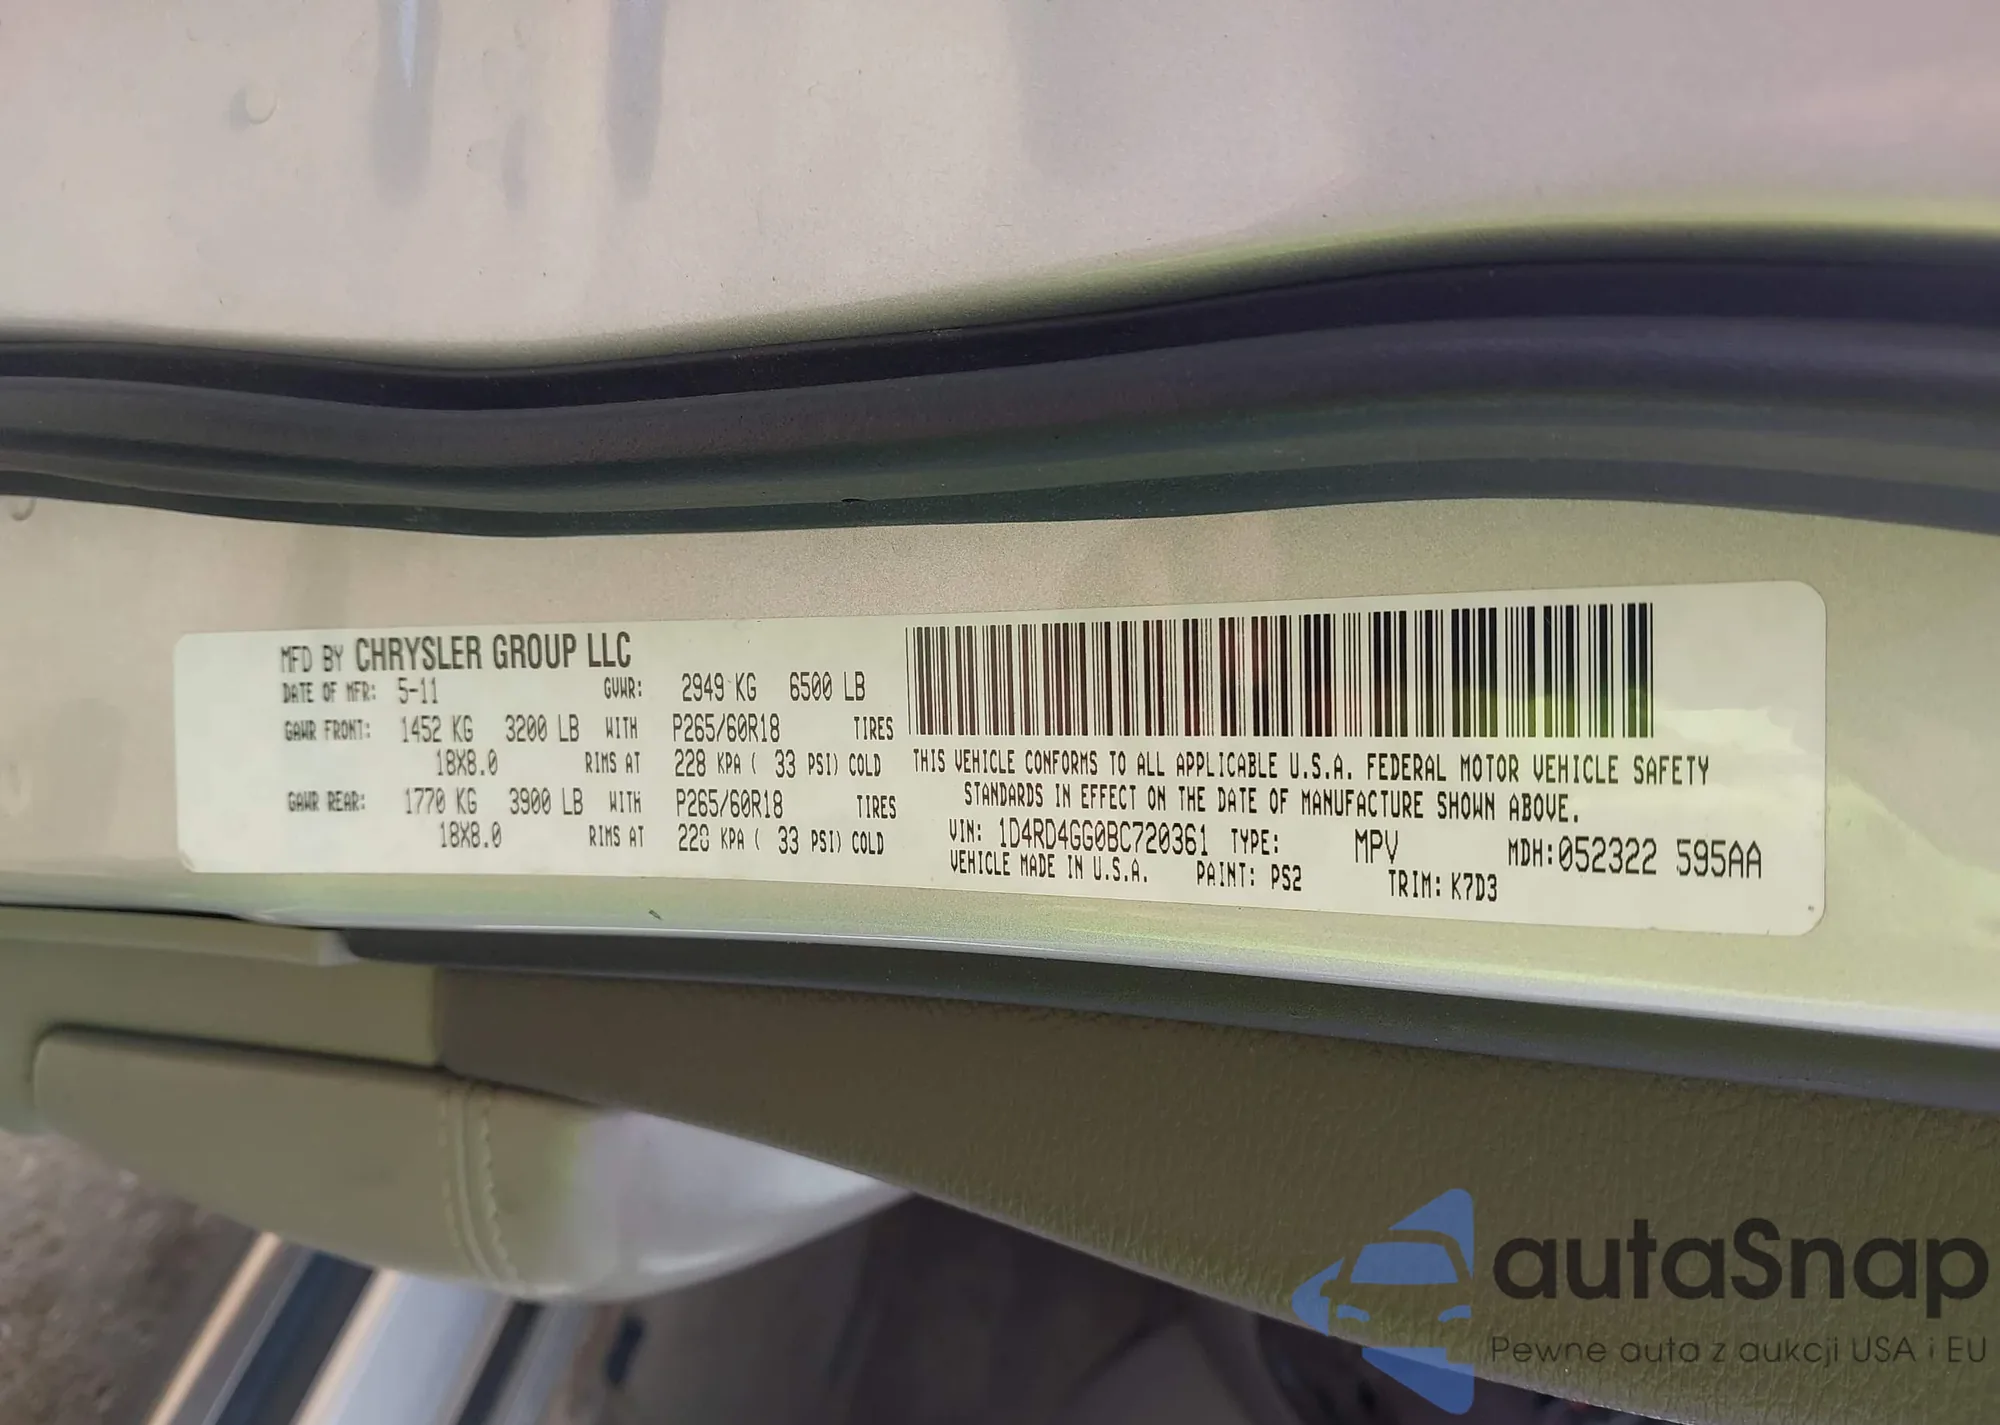 MFD BY CHRYSLER GROUP LLC
DATE OF MFR: 5-11 GVWR: 2949 KG 6500 LB
GAWR FRONT: 1452 KG 3200 LB WITH P265/60R18 TIRES
18X8.0 RIMS AT 228 KPA ( 33 PSI) COLD
GAWR REAR: 1770 KG 3900 LB WITH P265/60R18 TIRES
18X8.0 RIMS AT 228 KPA ( 33 PSI) COLD
THIS VEHICLE CONFORMS TO ALL APPLICABLE U.S.A. FEDERAL MOTOR VEHICLE SAFETY
STANDARDS IN EFFECT ON THE DATE OF MANUFACTURE SHOWN ABOVE.
VIN: 1D4RD4GG0BC720361 TYPE: MPV MDH:052322 595AA
VEHICLE MADE IN U.S.A. PAINT: PS2 TRIM: K7D3
autaSnap
Pewne auta z aukcji USA i EU